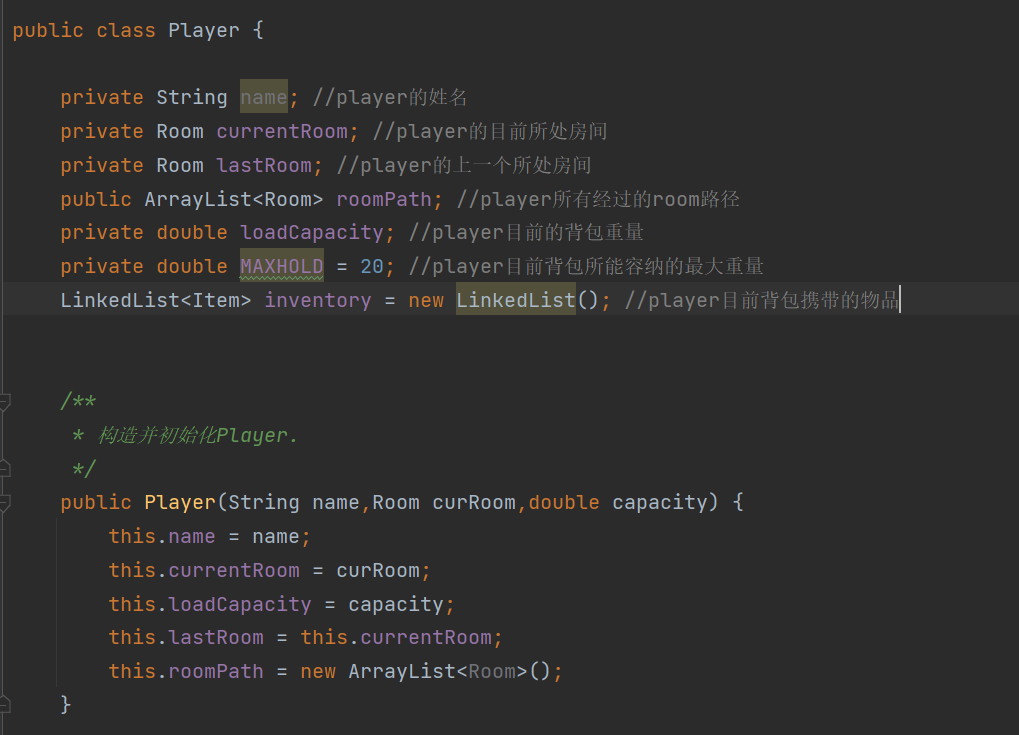 public class Player {
private String name; //player的姓名
private Room currentRoom; //player的目前所处房间
private Room lastRoom; //player的上一个所处房间
public ArrayList<Room> roomPath; //player所有经过的room路径
private double loadCapacity; //player目前的背包重量
private double MAXHOLD = 20; //player目前背包所能容纳的最大重量
LinkedList<Item> inventory = new LinkedList(); //player目前背包携带的物品
/**
* 构造并初始化Player.
*/
public Player(String name,Room curRoom,double capacity) {
this.name = name;
this.currentRoom = curRoom;
this.loadCapacity = capacity;
this.lastRoom = this.currentRoom;
this.roomPath = new ArrayList<Room>();
}